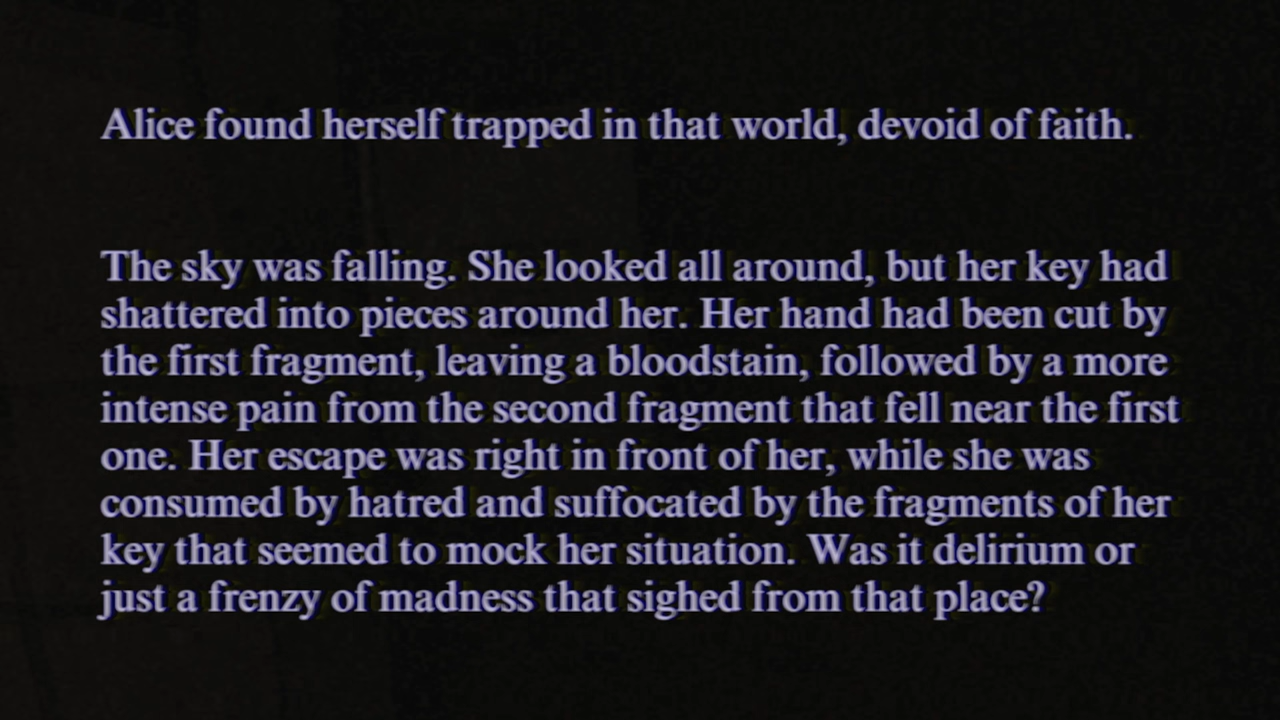 Alice found herself trapped in that world, devoid of faith.
The sky was falling. She looked all around, but her key had
shattered into pieces around her. Her hand had been cut by
the first fragment, leaving a bloodstain, followed by a more
intense pain from the second fragment that fell near the first
one. Her escape was right in front of her, while she was
consumed by hatred and suffocated by the fragments of her
key that seemed to mock her situation. Was it delirium or
just a frenzy of madness that sighed from that place?